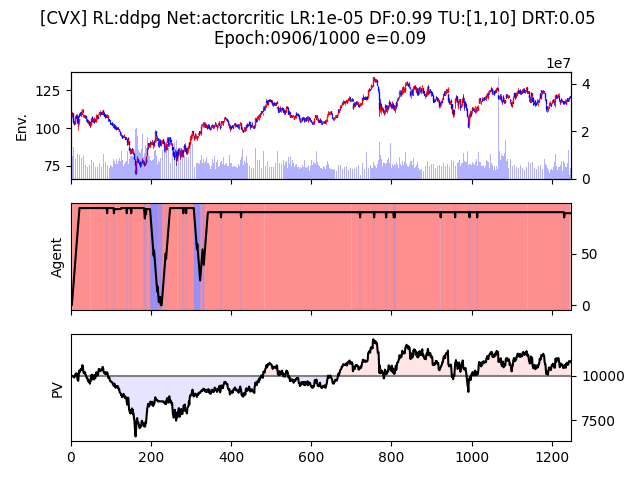 [CVX] RL:ddpg Net:actorcritic LR:1e-05 DF:0.99 TU:[1,10] DRT:0.05
Epoch:0906/1000 e=0.09
1e7
125
100
75
Env.
4
2
0
Agent
50
0
PV
10000
7500
0
200
400
600
800
1000
1200